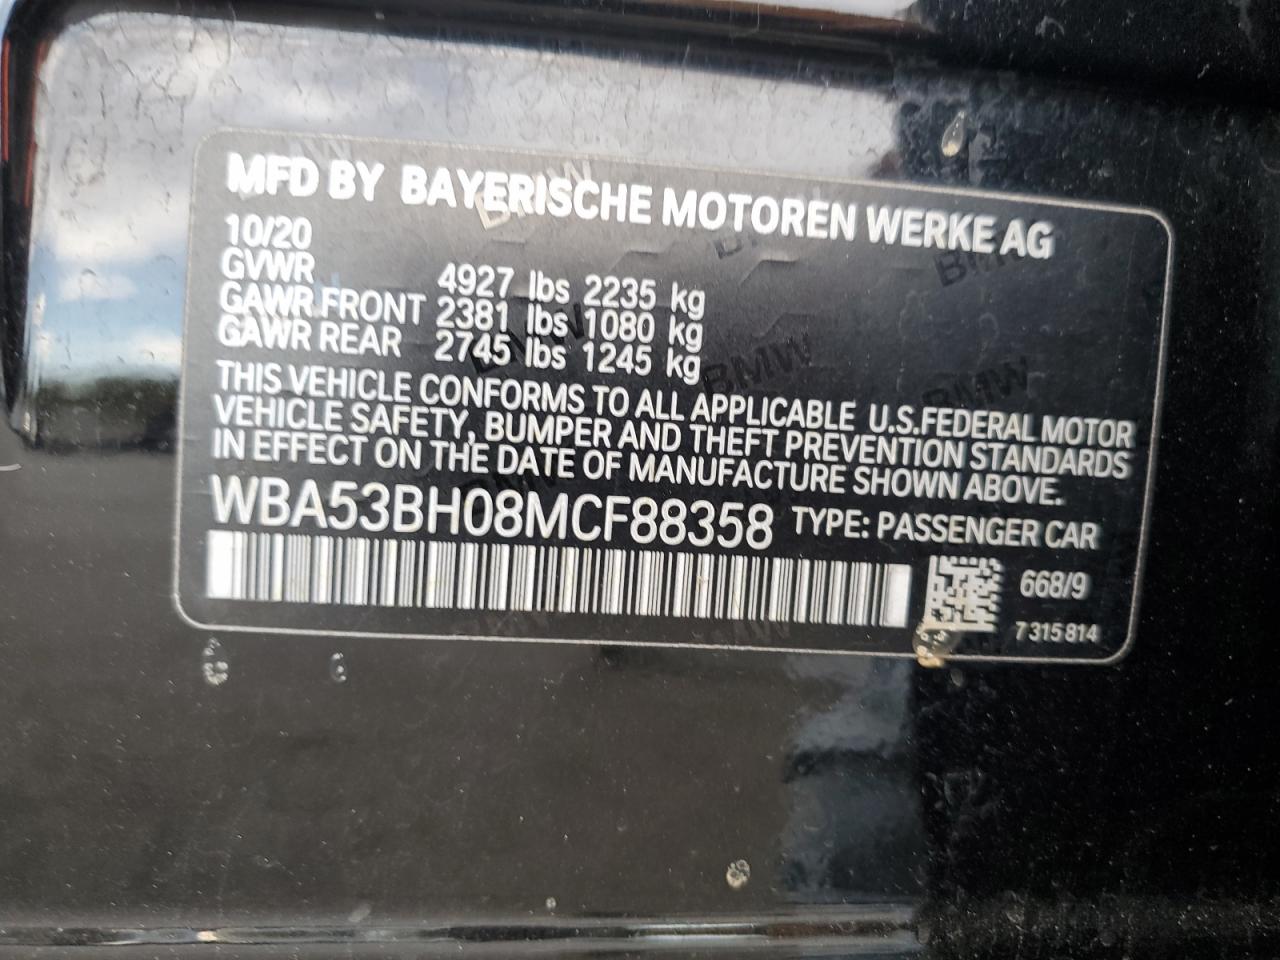 MFD BY BAYERISCHE MOTOREN WERKE AG
10/20
GVWR 4927 lbs 2235 kg
GAWR FRONT 2381 lbs 1080 kg
GAWR REAR 2745 lbs 1245 kg
THIS VEHICLE CONFORMS TO ALL APPLICABLE U.S.FEDERAL MOTOR
VEHICLE SAFETY, BUMPER AND THEFT PREVENTION STANDARDS
IN EFFECT ON THE DATE OF MANUFACTURE SHOWN ABOVE.
WBA53BH08MCF88358 TYPE: PASSENGER CAR
668/9
7 315 814